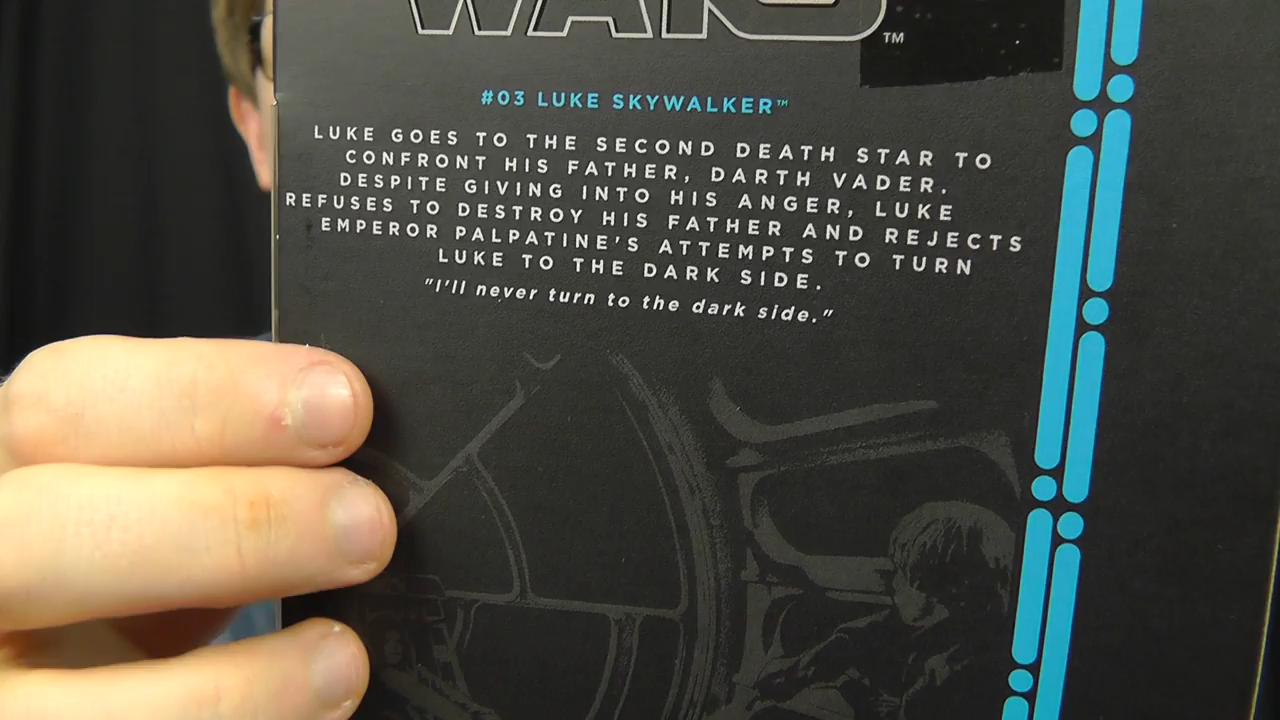 WARS™
#03 LUKE SKYWALKER™
LUKE GOES TO THE SECOND DEATH STAR TO
CONFRONT HIS FATHER, DARTH VADER.
DESPITE GIVING INTO HIS ANGER, LUKE
REFUSES TO DESTROY HIS FATHER AND REJECTS
EMPEROR PALPATINE'S ATTEMPTS TO TURN
LUKE TO THE DARK SIDE.
"I'll never turn to the dark side."